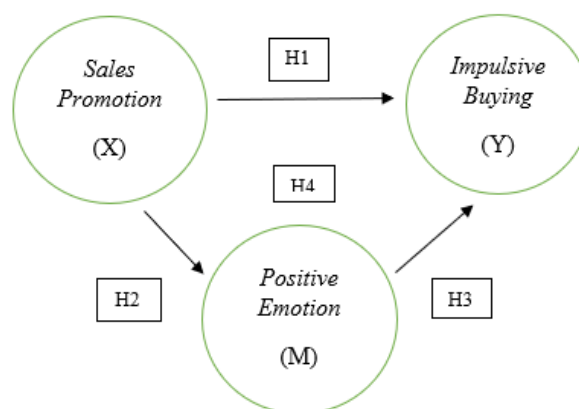 Sales
Promotion
(X)
H1
Impulsive
Buying
(Y)
H4
H2
Positive
Emotion
(M)
H3